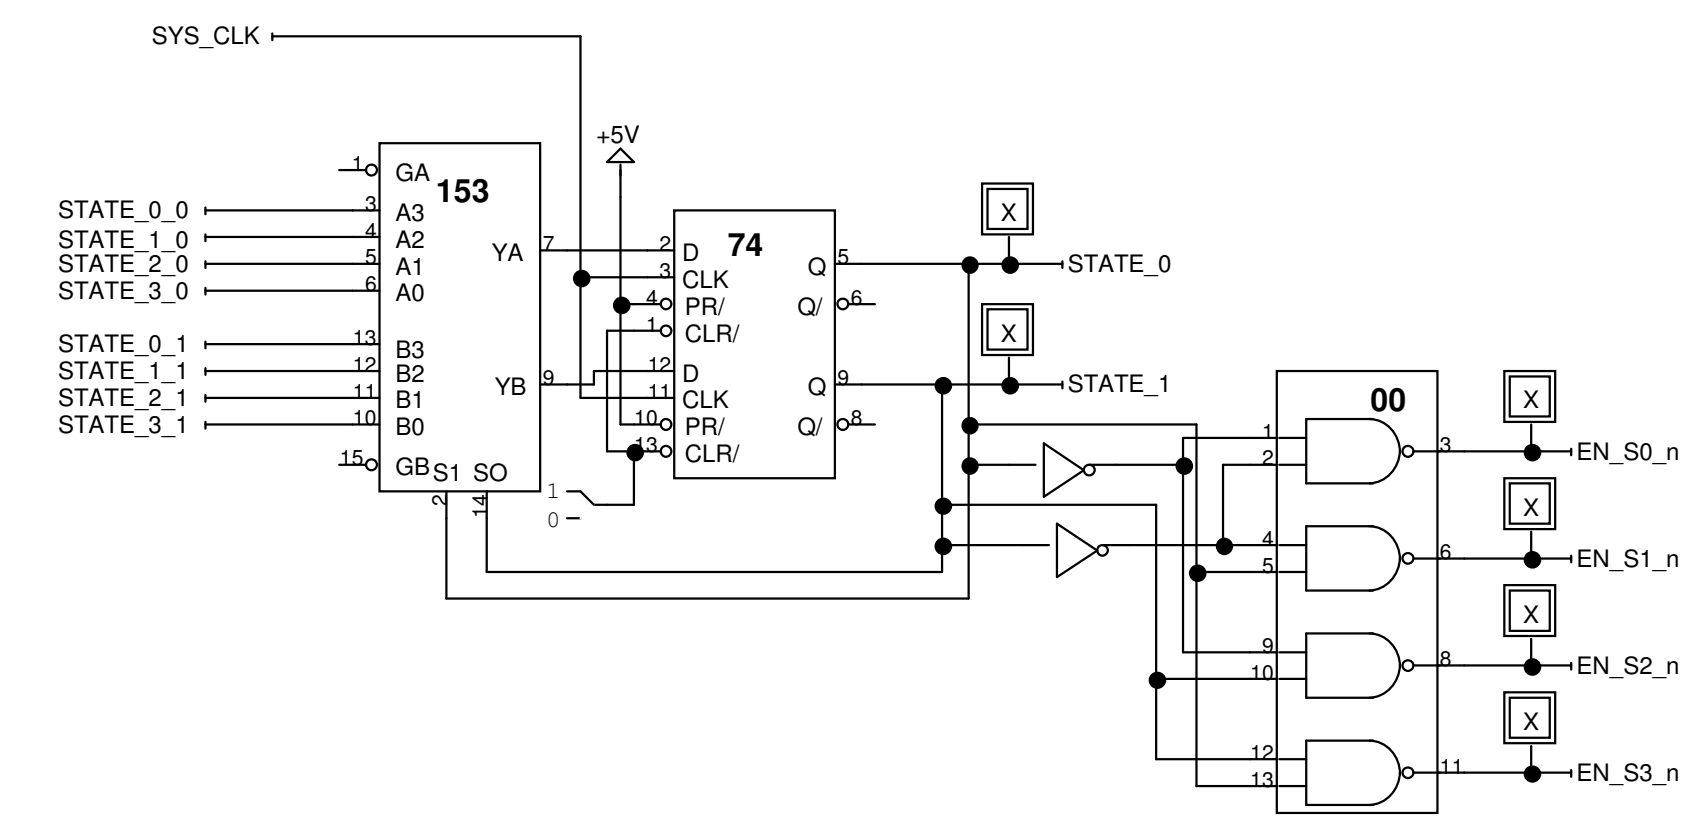 SYS_CLK
+5V
1
GA
153
STATE_0_0
3
A3
STATE_1_0
4
A2
STATE_2_0
5
A1
STATE_3_0
6
A0
YA
7
STATE_0_1
13
B3
STATE_1_1
12
B2
STATE_2_1
11
B1
STATE_3_1
10
B0
YB
9
15
GB
S1
SO
2
14
74
2
D
3
CLK
4
PR/
1
CLR/
12
D
11
CLK
10
PR/
13
CLR/
Q
5
Q/
6
Q
9
Q/
8
1
0
X
STATE_0
X
STATE_1
00
1
2
3
X
EN_S0_n
4
5
6
X
EN_S1_n
9
10
8
X
EN_S2_n
12
13
11
X
EN_S3_n